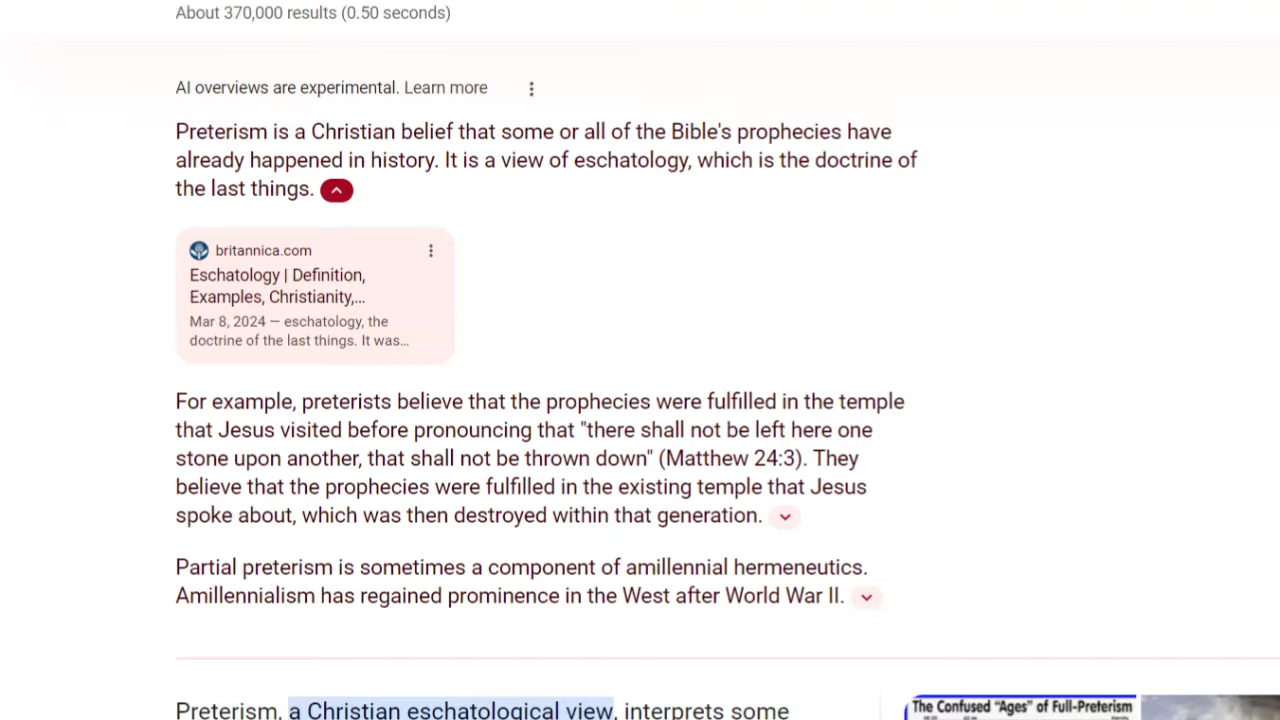 About 370,000 results (0.50 seconds)
AI overviews are experimental. Learn more
Preterism is a Christian belief that some or all of the Bible's prophecies have
already happened in history. It is a view of eschatology, which is the doctrine of
the last things.
britannica.com
Eschatology | Definition,
Examples, Christianity,...
Mar 8, 2024 — eschatology, the
doctrine of the last things. It was...
For example, preterists believe that the prophecies were fulfilled in the temple
that Jesus visited before pronouncing that "there shall not be left here one
stone upon another, that shall not be thrown down" (Matthew 24:3). They
believe that the prophecies were fulfilled in the existing temple that Jesus
spoke about, which was then destroyed within that generation.
Partial preterism is sometimes a component of amillennial hermeneutics.
Amillennialism has regained prominence in the West after World War II.
Preterism, a Christian eschatological view, interprets some
The Confused "Ages" of Full-Preterism